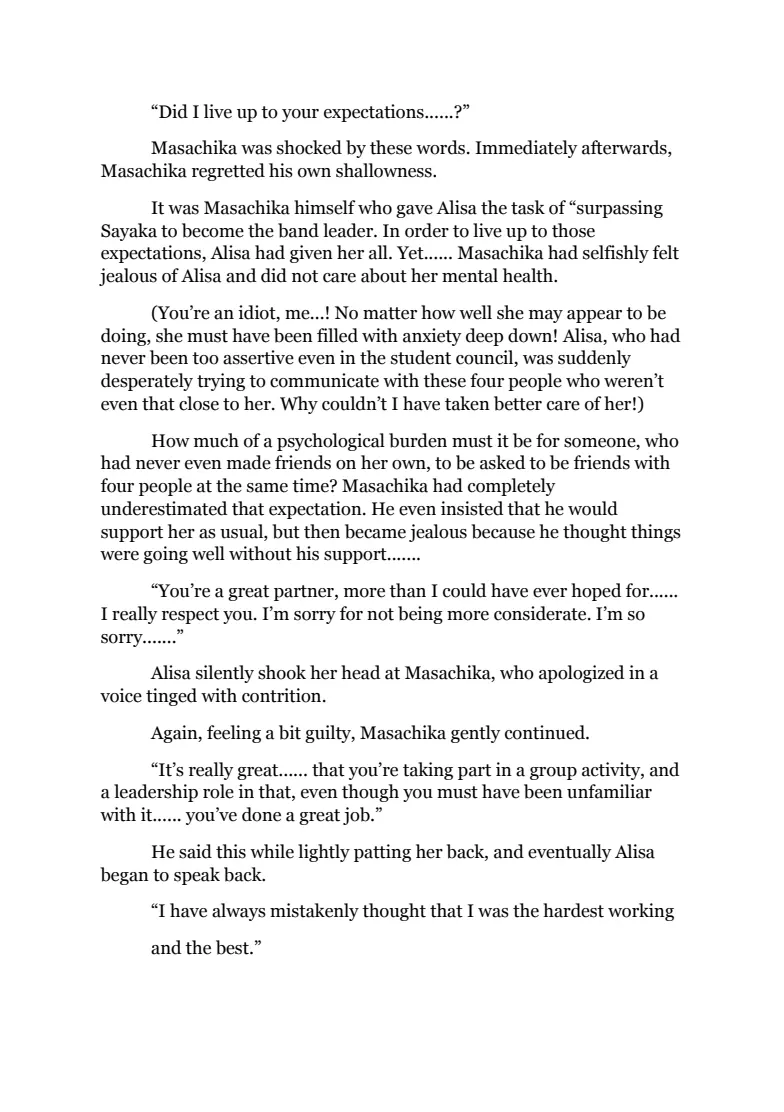 “Did I live up to your expectations......?”
Masachika was shocked by these words. Immediately afterwards,
Masachika regretted his own shallowness.
It was Masachika himself who gave Alisa the task of “surpassing
Sayaka to become the band leader. In order to live up to those
expectations, Alisa had given her all. Yet...... Masachika had selfishly felt
jealous of Alisa and did not care about her mental health.
(You’re an idiot, me...! No matter how well she may appear to be
doing, she must have been filled with anxiety deep down! Alisa, who had
never been too assertive even in the student council, was suddenly
desperately trying to communicate with these four people who weren’t
even that close to her. Why couldn’t I have taken better care of her!)
How much of a psychological burden must it be for someone, who
had never even made friends on her own, to be asked to be friends with
four people at the same time? Masachika had completely
underestimated that expectation. He even insisted that he would
support her as usual, but then became jealous because he thought things
were going well without his support.......
“You’re a great partner, more than I could have ever hoped for......
I really respect you. I’m sorry for not being more considerate. I’m so
sorry.......”
Alisa silently shook her head at Masachika, who apologized in a
voice tinged with contrition.
Again, feeling a bit guilty, Masachika gently continued.
“It’s really great...... that you’re taking part in a group activity, and
a leadership role in that, even though you must have been unfamiliar
with it...... you’ve done a great job.”
He said this while lightly patting her back, and eventually Alisa
began to speak back.
“I have always mistakenly thought that I was the hardest working
and the best.”